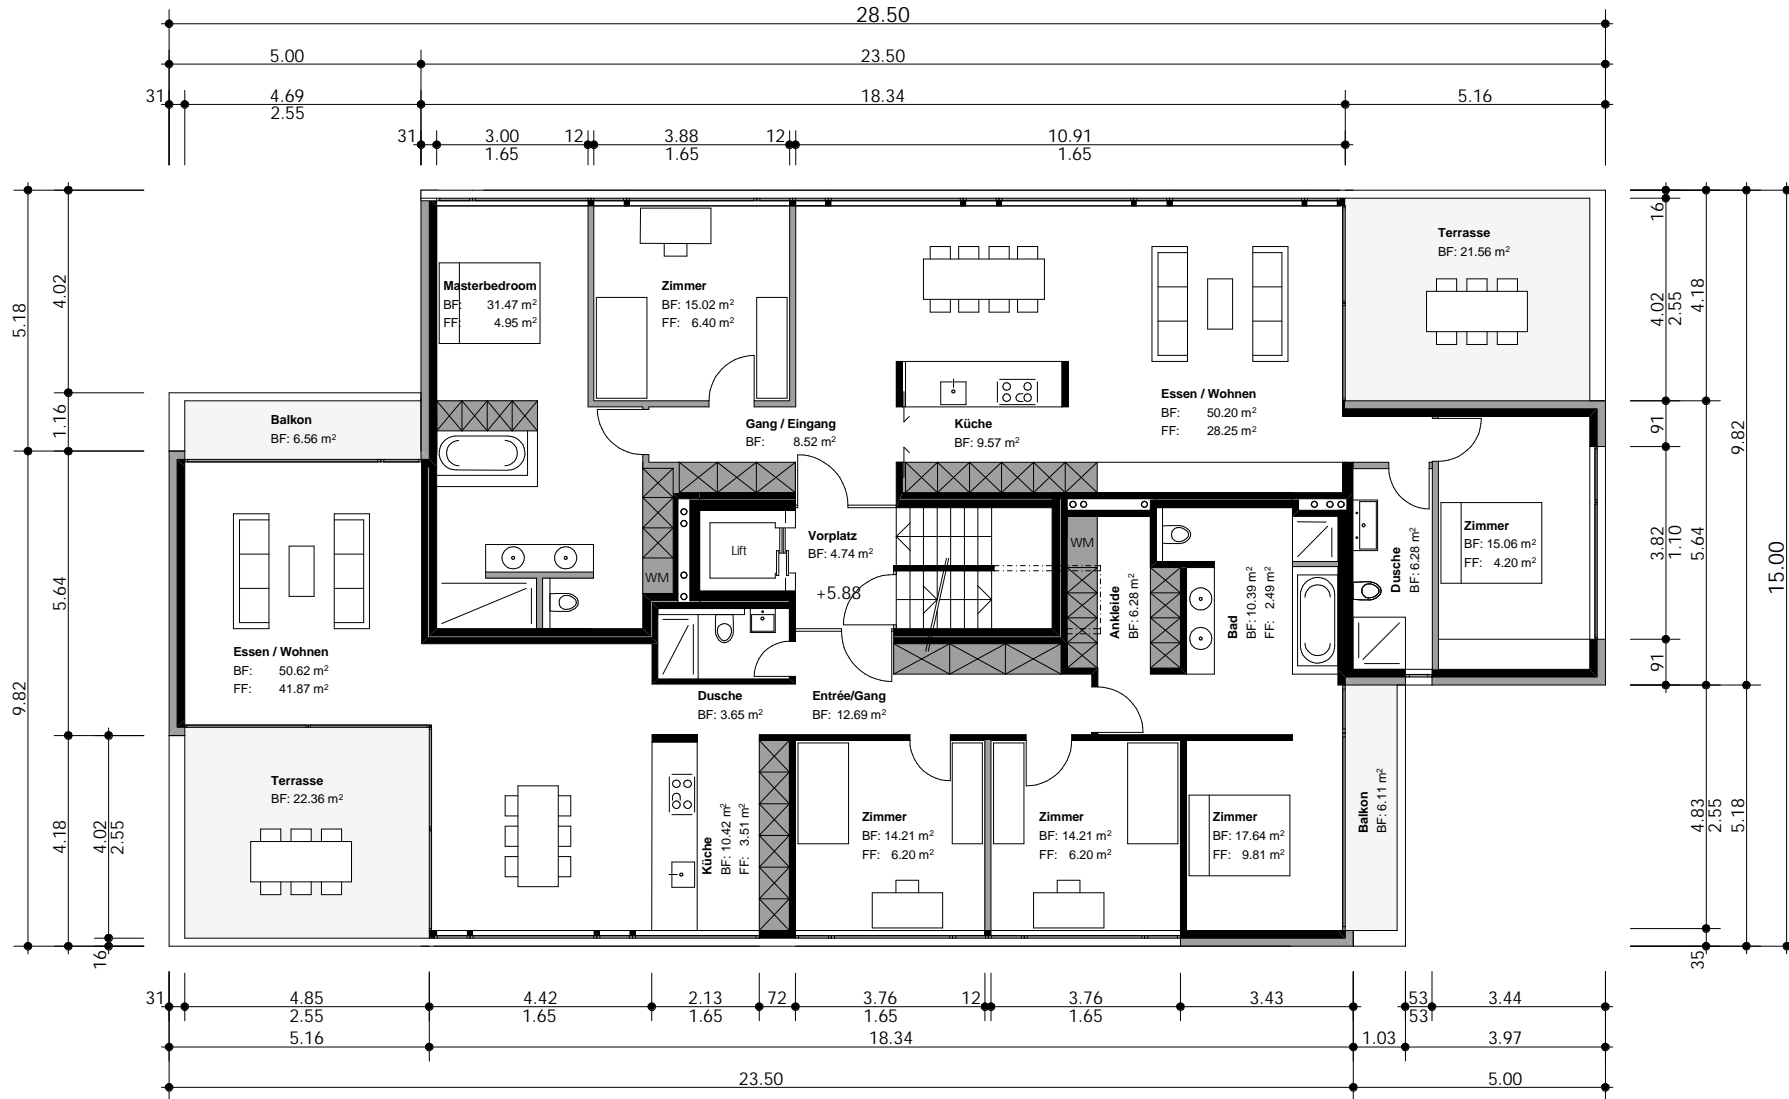 28.50
5.00 23.50
31 4.69 18.34 5.16
2.55
31 3.00 12 3.88 12 10.91
1.65 1.65 1.65
5.18
4.02
1.16
9.82
5.64
4.18
4.02
2.55
16
16
4.02
2.55
4.18
91
9.82
3.82
1.10
5.64
15.00
91
4.83
2.55
5.18
35
Terrasse
BF: 21.56 m²
Masterbedroom
BF: 31.47 m²
FF: 4.95 m²
Zimmer
BF: 15.02 m²
FF: 6.40 m²
Essen / Wohnen
BF: 50.20 m²
FF: 28.25 m²
Balkon
BF: 6.56 m²
Gang / Eingang
BF: 8.52 m²
Küche
BF: 9.57 m²
Lift
Vorplatz
BF: 4.74 m²
+5.88
WM
WM
Ankleide
BF: 6.28 m²
Bad
BF: 10.39 m²
FF: 2.49 m²
Dusche
BF: 6.28 m²
Zimmer
BF: 15.06 m²
FF: 4.20 m²
Essen / Wohnen
BF: 50.62 m²
FF: 41.87 m²
Dusche
BF: 3.65 m²
Entrée/Gang
BF: 12.69 m²
Terrasse
BF: 22.36 m²
Küche
BF: 10.42 m²
FF: 3.51 m²
Zimmer
BF: 14.21 m²
FF: 6.20 m²
Zimmer
BF: 14.21 m²
FF: 6.20 m²
Zimmer
BF: 17.64 m²
FF: 9.81 m²
Balkon
BF: 6.11 m²
31 4.85 4.42 2.13 72 3.76 12 3.76 3.43 53 3.44
2.55 1.65 1.65 1.65 1.65 53
5.16 18.34 1.03 3.97
23.50 5.00